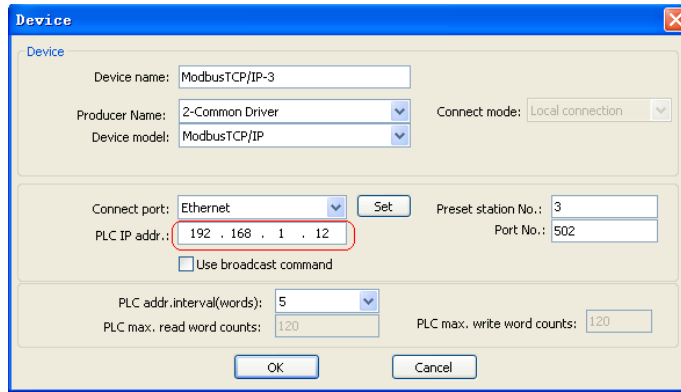 Device
Device
Device name: ModbusTCP/IP-3
Producer Name: 2-Common Driver Connect mode: Local connection
Device model: ModbusTCP/IP
Connect port: Ethernet Set Preset station No.: 3
PLC IP addr.: 192 . 168 . 1 . 12 Port No.: 502
Use broadcast command
PLC addr.interval(words): 5
PLC max. read word counts: 120 PLC max. write word counts: 120
OK Cancel